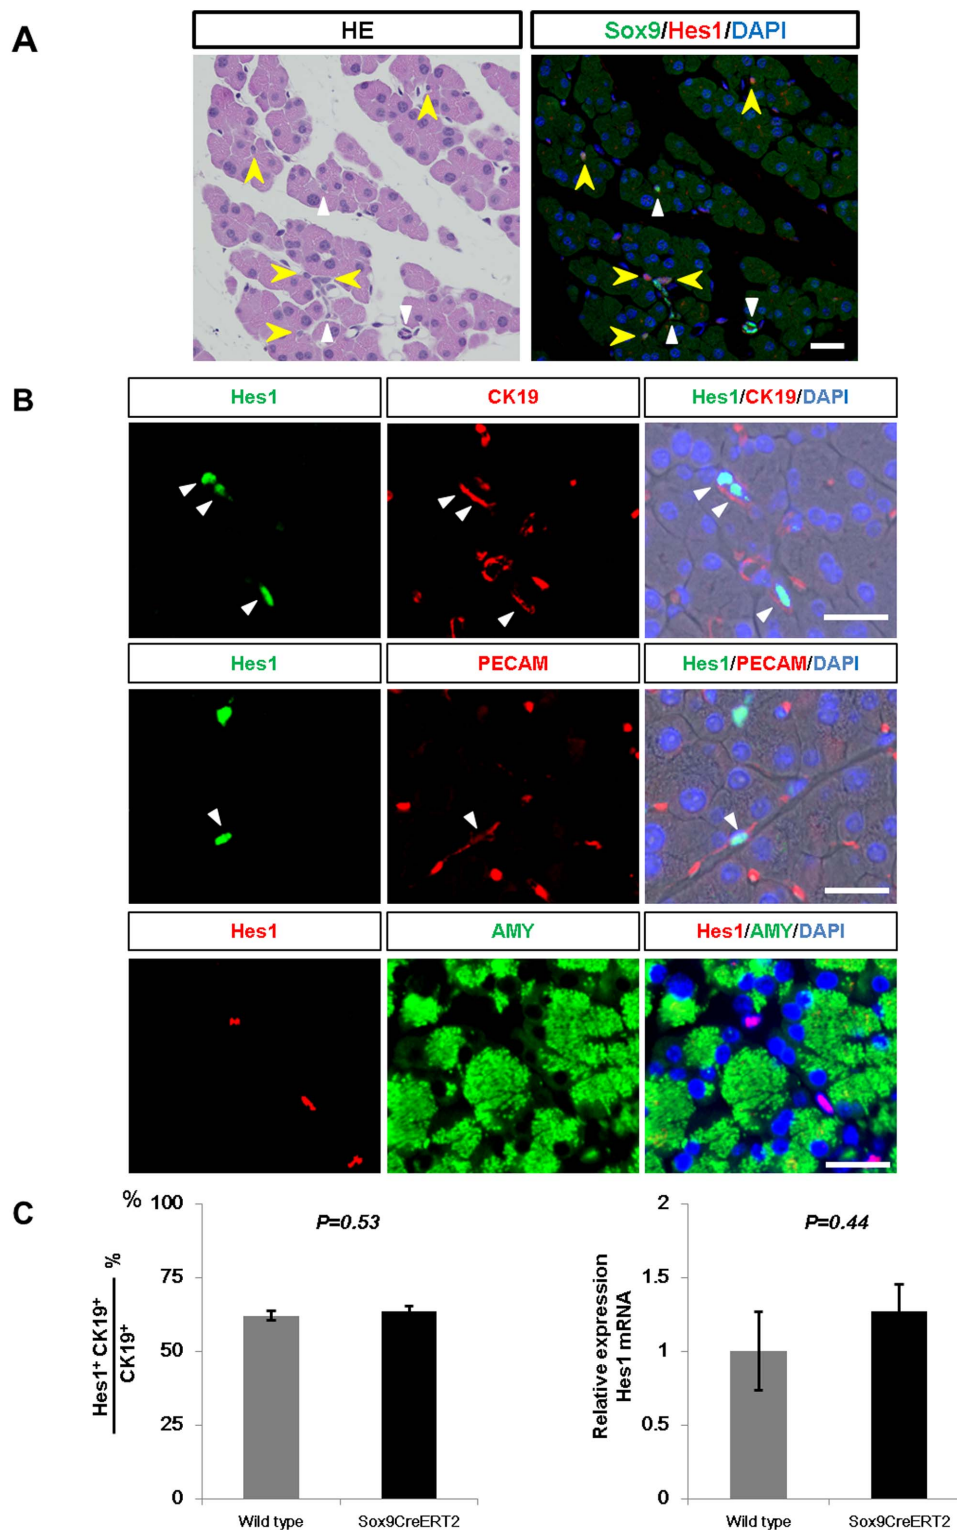 A
HE
Sox9/Hes1/DAPI
B
Hes1
CK19
Hes1/CK19/DAPI
Hes1
PECAM
Hes1/PECAM/DAPI
Hes1
AMY
Hes1/AMY/DAPI
C
%
100
75
50
25
0
P=0.53
%
Hes1⁺ CK19⁺
CK19⁺
Wild type
Sox9CreERT2
2
1.5
1
0.5
0
P=0.44
Relative expression
Hes1 mRNA
Wild type
Sox9CreERT2